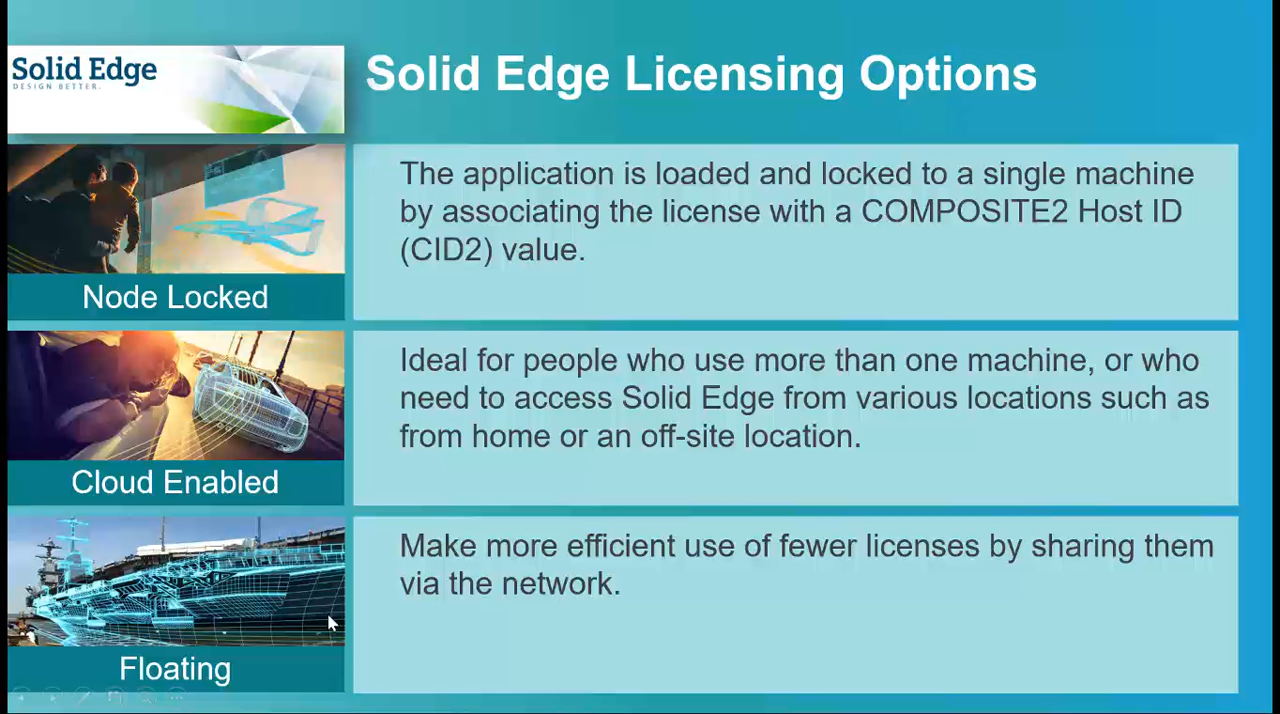 Solid Edge
DESIGN BETTER.
Solid Edge Licensing Options
Node Locked
The application is loaded and locked to a single machine
by associating the license with a COMPOSITE2 Host ID
(CID2) value.
Cloud Enabled
Ideal for people who use more than one machine, or who
need to access Solid Edge from various locations such as
from home or an off-site location.
Floating
Make more efficient use of fewer licenses by sharing them
via the network.